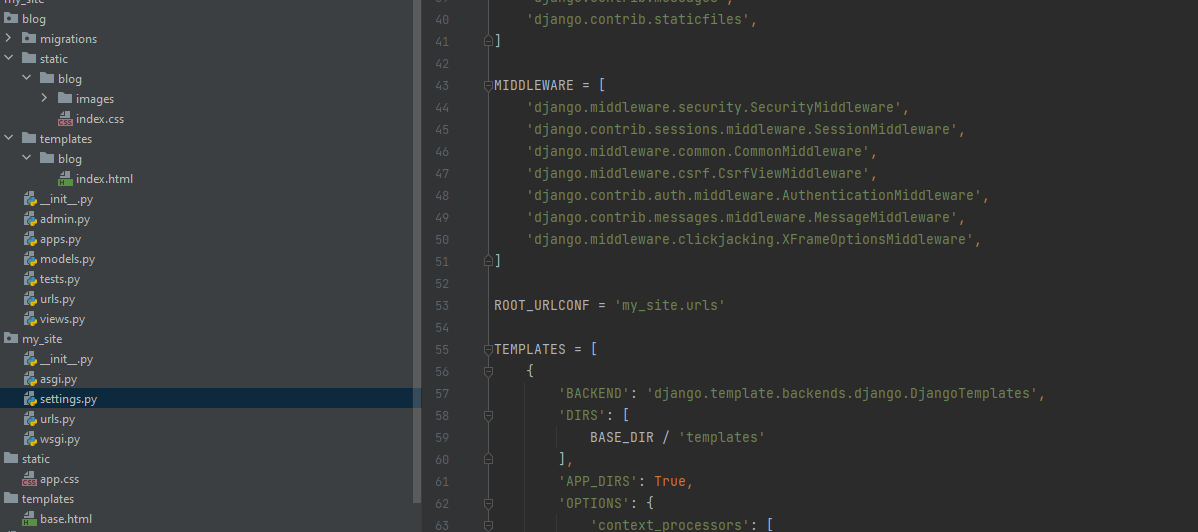 my_site
blog
migrations
static
blog
images
index.css
templates
blog
index.html
__init__.py
admin.py
apps.py
models.py
tests.py
urls.py
views.py
my_site
__init__.py
asgi.py
settings.py
urls.py
wsgi.py
static
app.css
templates
base.html
39 'django.contrib.messages',
40 'django.contrib.staticfiles',
41 ]
42
43 MIDDLEWARE = [
44 'django.middleware.security.SecurityMiddleware',
45 'django.contrib.sessions.middleware.SessionMiddleware',
46 'django.middleware.common.CommonMiddleware',
47 'django.middleware.csrf.CsrfViewMiddleware',
48 'django.contrib.auth.middleware.AuthenticationMiddleware',
49 'django.contrib.messages.middleware.MessageMiddleware',
50 'django.middleware.clickjacking.XFrameOptionsMiddleware',
51 ]
52
53 ROOT_URLCONF = 'my_site.urls'
54
55 TEMPLATES = [
56 {
57 'BACKEND': 'django.template.backends.django.DjangoTemplates',
58 'DIRS': [
59 BASE_DIR / 'templates'
60 ],
61 'APP_DIRS': True,
62 'OPTIONS': {
63 'context_processors': [